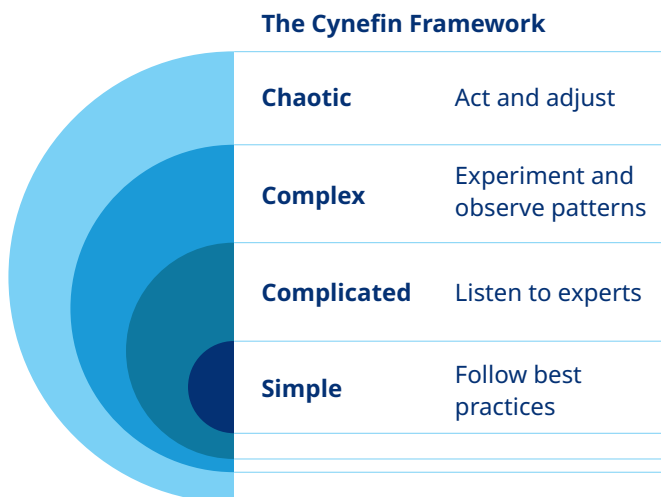 The Cynefin Framework
Chaotic Act and adjust
Complex Experiment and
observe patterns
Complicated Listen to experts
Simple Follow best
practices